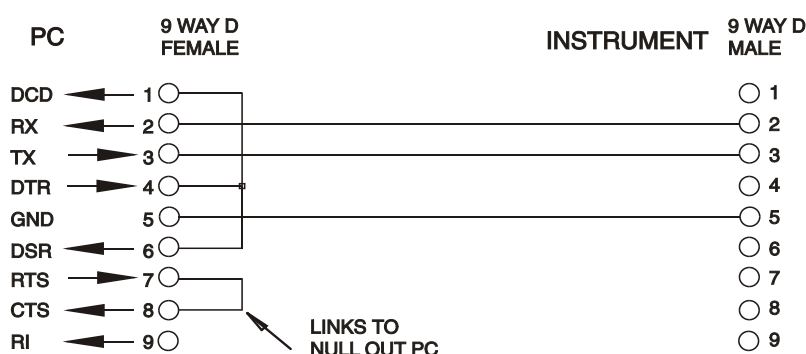 PC
9 WAY D
FEMALE
INSTRUMENT
9 WAY D
MALE
DCD 1 1
RX 2 2
TX 3 3
DTR 4 4
GND 5 5
DSR 6 6
RTS 7 7
CTS 8 8
RI 9 9
LINKS TO
NULL OUT PC